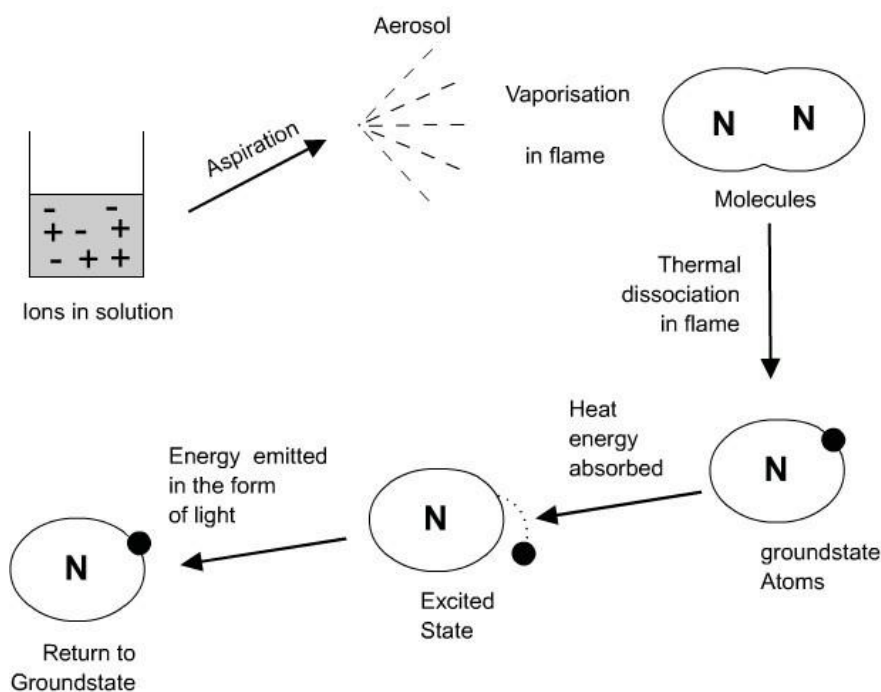 Aerosol
Aspiration
Vaporisation
in flame
N N
Molecules
- -
+ - +
- + +
Ions in solution
Thermal
dissociation
in flame
N
groundstate
Atoms
Heat
energy
absorbed
N
Excited
State
Energy emitted
in the form
of light
N
Return to
Groundstate